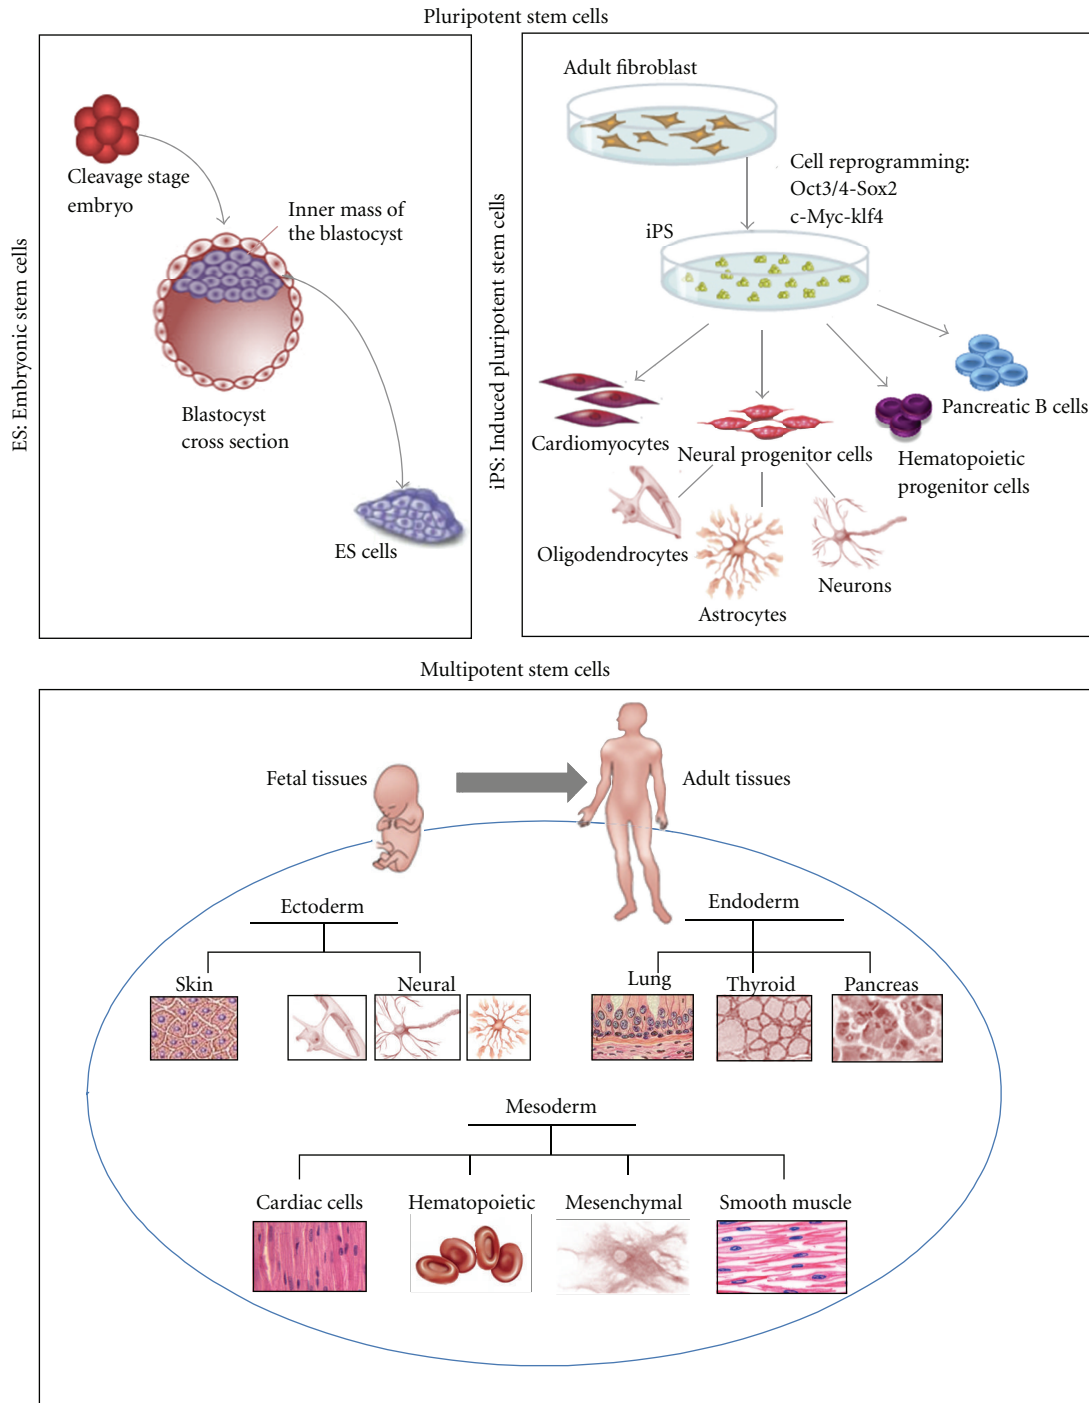 Pluripotent stem cells
ES: Embryonic stem cells
Cleavage stage
embryo
Inner mass of
the blastocyst
Blastocyst
cross section
ES cells
iPS: Induced pluripotent stem cells
Adult fibroblast
Cell reprogramming:
Oct3/4-Sox2
c-Myc-klf4
iPS
Cardiomyocytes
Neural progenitor cells
Hematopoietic
progenitor cells
Pancreatic B cells
Oligodendrocytes
Astrocytes
Neurons
Multipotent stem cells
Fetal tissues
Adult tissues
Ectoderm
Skin
Neural
Endoderm
Lung
Thyroid
Pancreas
Mesoderm
Cardiac cells
Hematopoietic
Mesenchymal
Smooth muscle